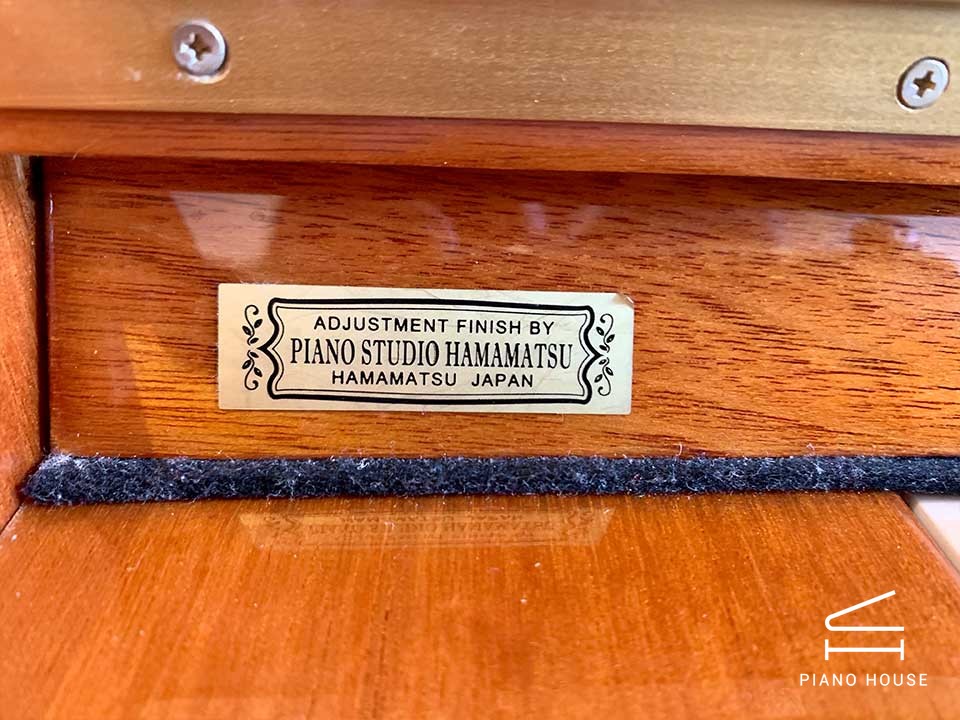 ADJUSTMENT FINISH BY
PIANO STUDIO HAMAMATSU
HAMAMATSU JAPAN
PIANO HOUSE